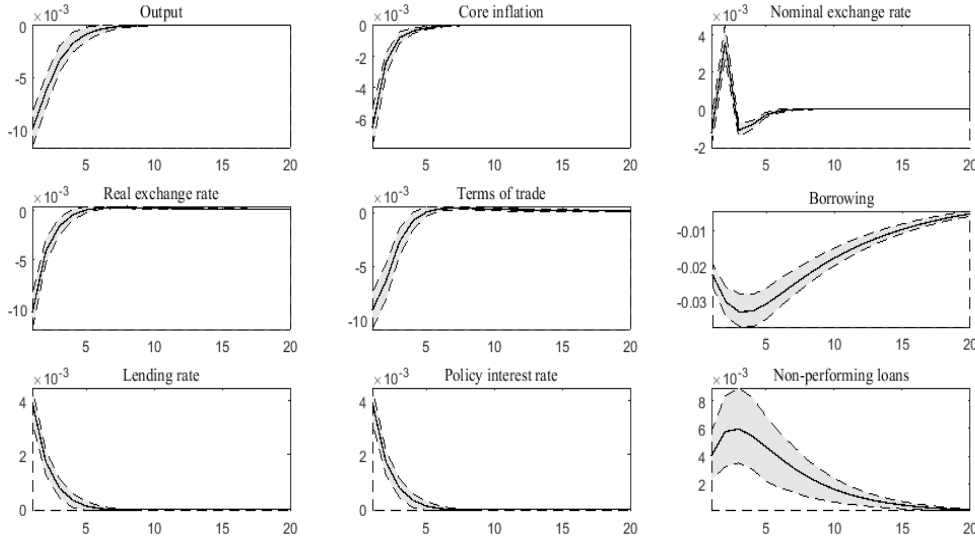 Output
×10⁻³
0
-5
-10
5 10 15 20
Core inflation
×10⁻³
0
-2
-4
-6
5 10 15 20
Nominal exchange rate
×10⁻³
4
2
0
-2
5 10 15 20
Real exchange rate
×10⁻³
0
-5
-10
5 10 15 20
Terms of trade
×10⁻³
0
-5
-10
5 10 15 20
Borrowing
-0.01
-0.02
-0.03
5 10 15 20
Lending rate
×10⁻³
4
2
0
5 10 15 20
Policy interest rate
×10⁻³
4
2
0
5 10 15 20
Non-performing loans
×10⁻³
8
6
4
2
5 10 15 20